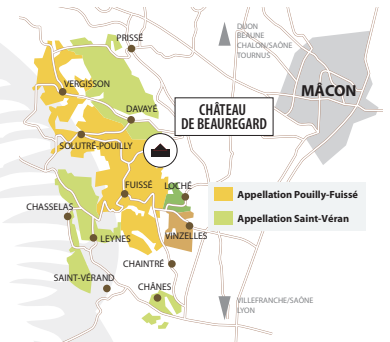 DIJON
BEAUNE
CHALON/SAÔNE
TOURNUS
PRISSÉ
MÂCON
VERGISSON
DAVAYÉ
CHÂTEAU
DE BEAUREGARD
SOLUTRÉ-POUILLY
FUISSÉ
LOCHÉ
Appellation Pouilly-Fuissé
CHASSELAS
Appellation Saint-Véran
LEYNES
VINZELLES
CHAINTRÉ
SAINT-VÉRAND
CHÂNES
VILLEFRANCHE/SAÔNE
LYON